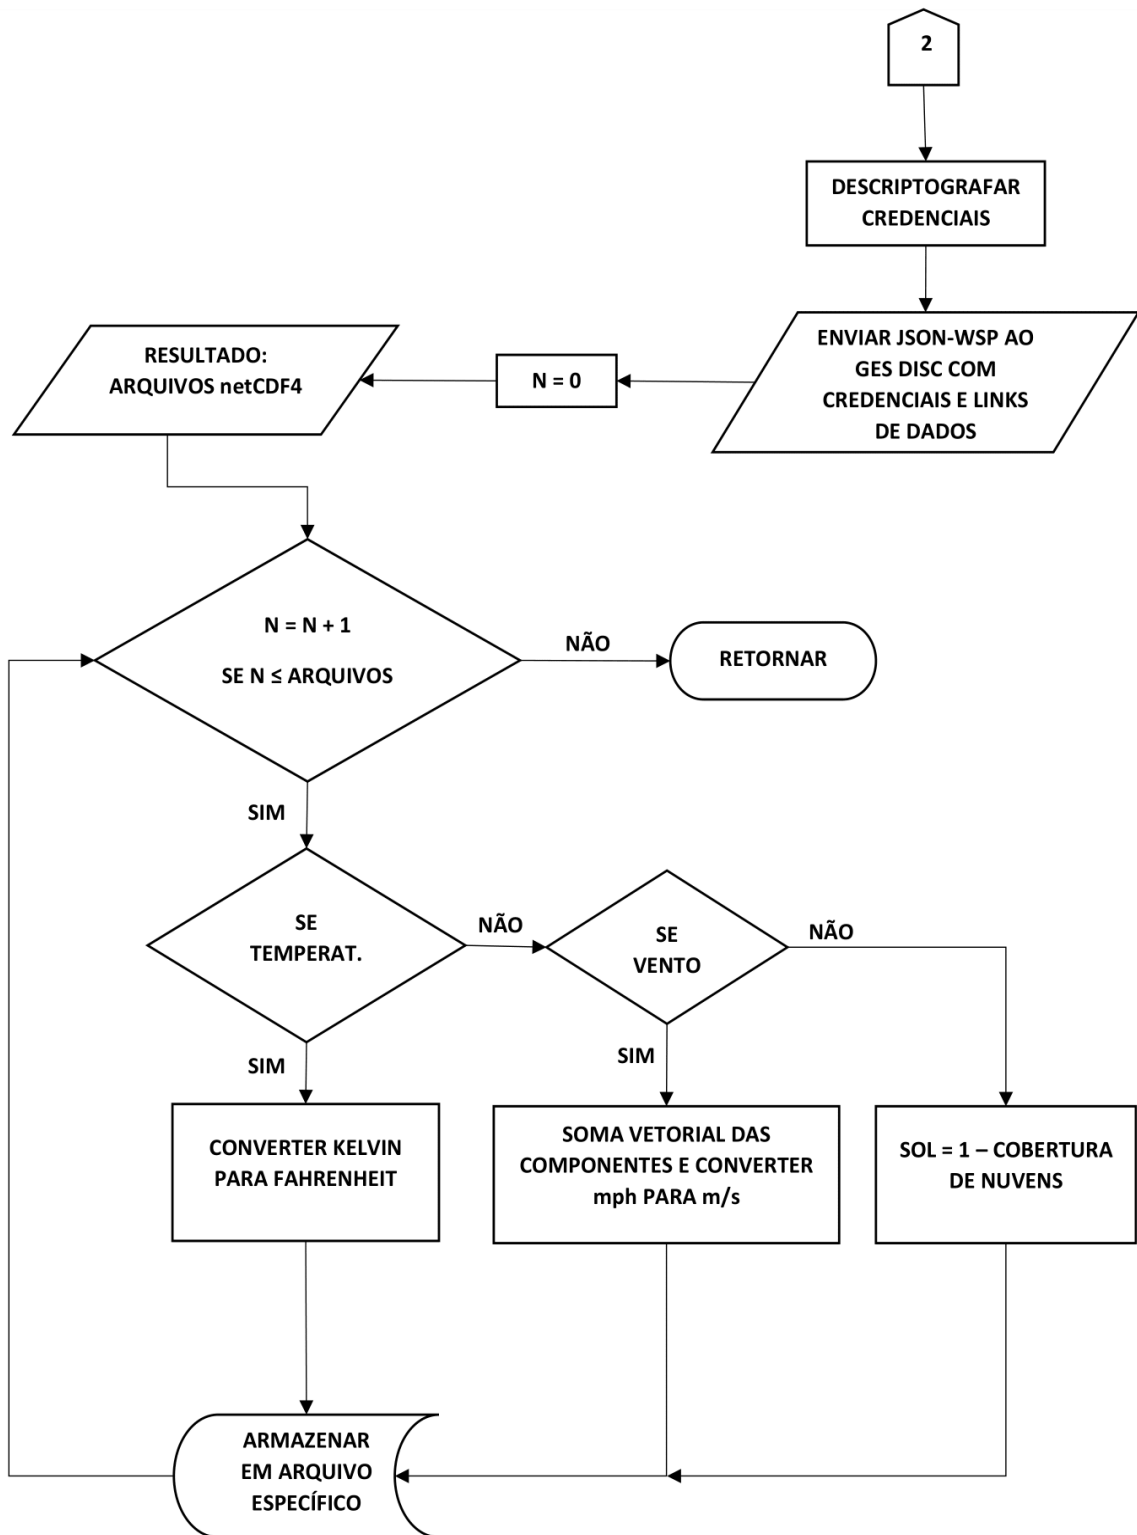 2
DESCRIPTOGRAFAR
CREDENCIAIS
ENVIAR JSON-WSP AO
GES DISC COM
CREDENCIAIS E LINKS
DE DADOS
N = 0
RESULTADO:
ARQUIVOS netCDF4
N = N + 1
SE N ≤ ARQUIVOS
NÃO
RETORNAR
SIM
SE
TEMPERAT.
NÃO
SE
VENTO
NÃO
SIM
SIM
CONVERTER KELVIN
PARA FAHRENHEIT
SOMA VETORIAL DAS
COMPONENTES E CONVERTER
mph PARA m/s
SOL = 1 – COBERTURA
DE NUVENS
ARMAZENAR
EM ARQUIVO
ESPECÍFICO